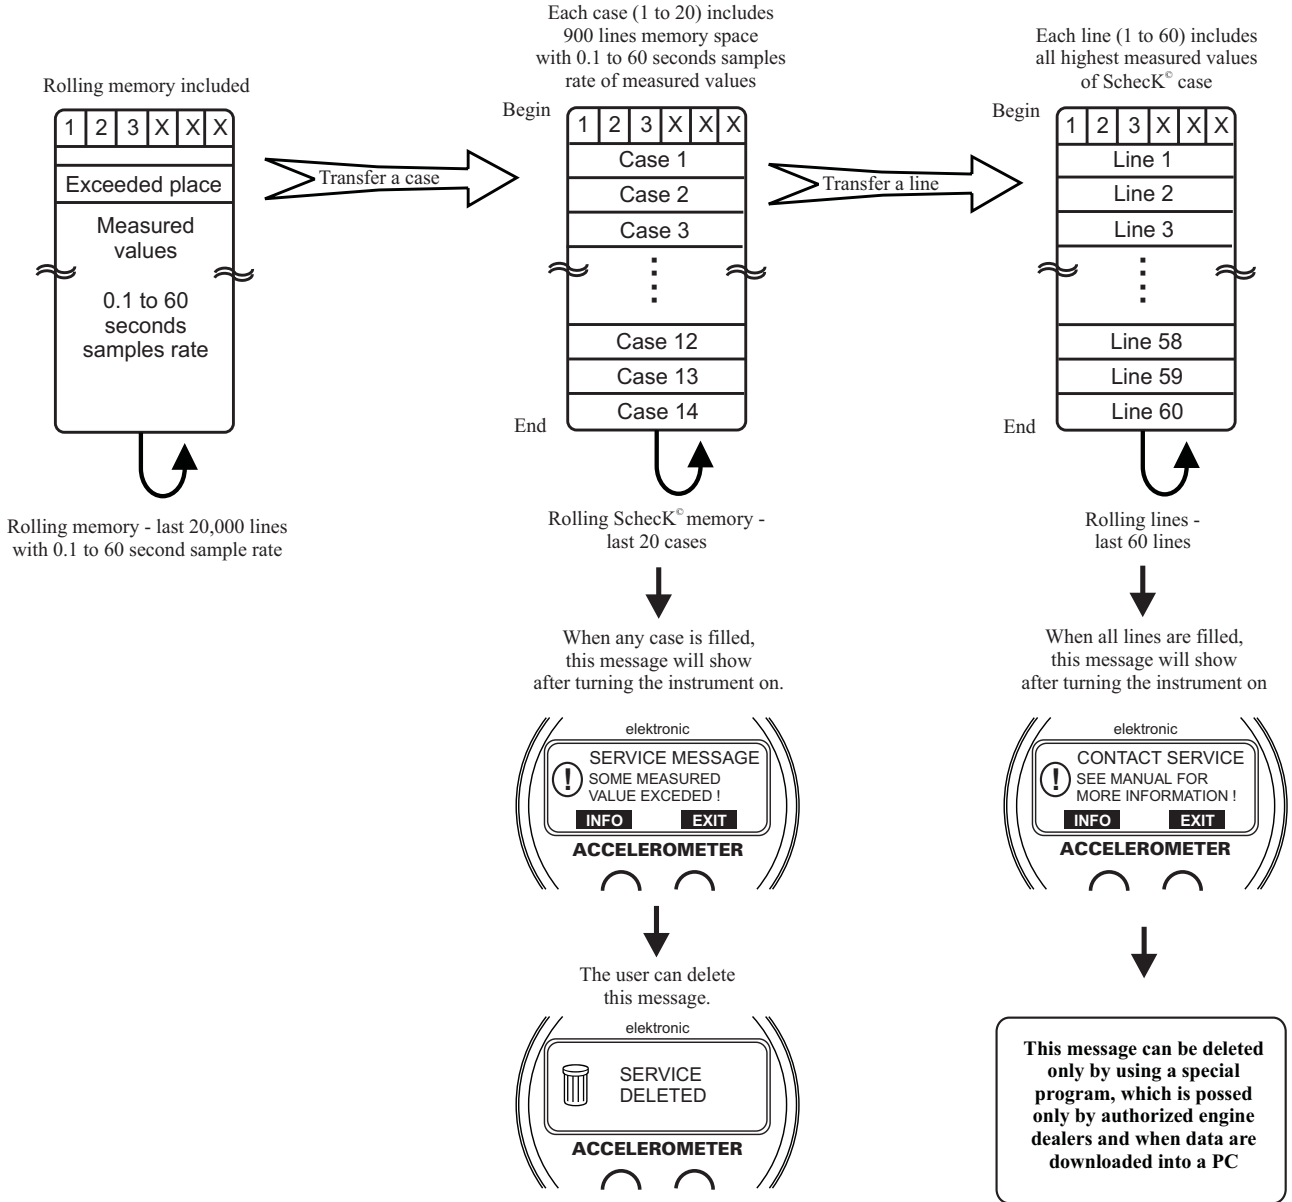 Rolling memory included
1 2 3 X X X
Exceeded place
Measured
values
0.1 to 60
seconds
samples rate
Rolling memory - last 20,000 lines
with 0.1 to 60 second sample rate
Transfer a case
Each case (1 to 20) includes
900 lines memory space
with 0.1 to 60 seconds samples
rate of measured values
Begin
1 2 3 X X X
Case 1
Case 2
Case 3
Case 12
Case 13
Case 14
End
Rolling SchecK© memory -
last 20 cases
When any case is filled,
this message will show
after turning the instrument on.
elektronic
! SERVICE MESSAGE
SOME MEASURED
VALUE EXCEDED !
INFO EXIT
ACCELEROMETER
The user can delete
this message.
elektronic
SERVICE
DELETED
ACCELEROMETER
Transfer a line
Each line (1 to 60) includes
all highest measured values
of SchecK© case
Begin
1 2 3 X X X
Line 1
Line 2
Line 3
Line 58
Line 59
Line 60
End
Rolling lines -
last 60 lines
When all lines are filled,
this message will show
after turning the instrument on
elektronic
! CONTACT SERVICE
SEE MANUAL FOR
MORE INFORMATION !
INFO EXIT
ACCELEROMETER
This message can be deleted
only by using a special
program, which is possed
only by authorized engine
dealers and when data are
downloaded into a PC